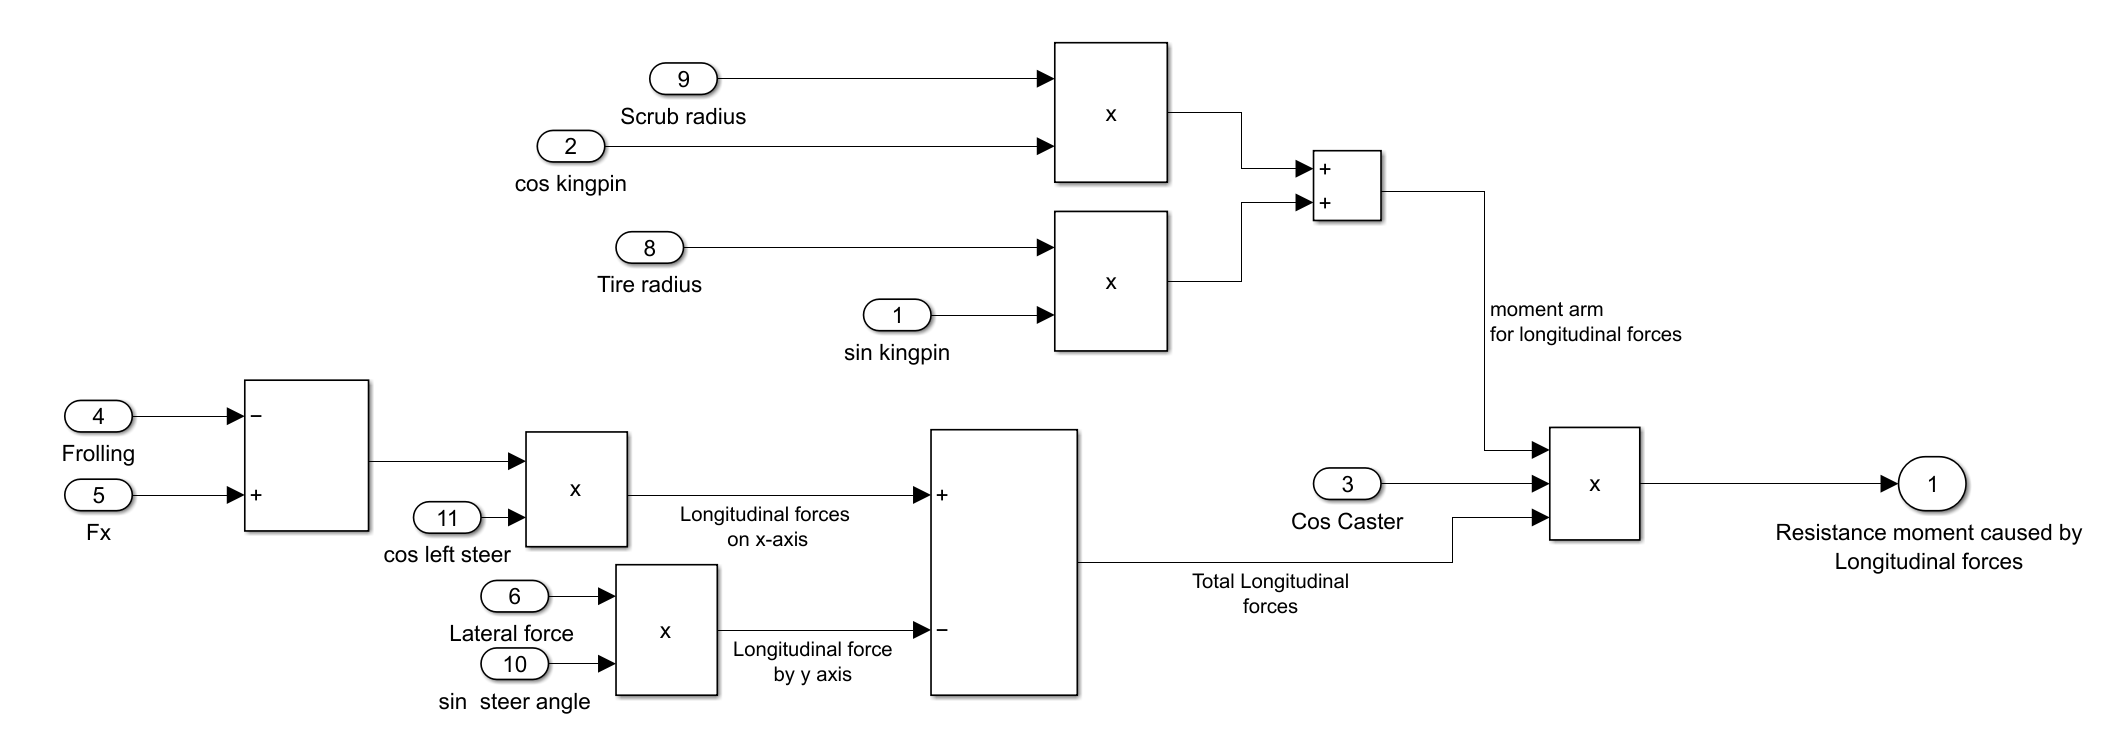 9
Scrub radius
2
cos kingpin
x
8
Tire radius
1
sin kingpin
x
+
+
moment arm
for longitudinal forces
4
Frolling
5
Fx
−
+
11
cos left steer
x
Longitudinal forces
on x-axis
6
Lateral force
10
sin  steer angle
x
Longitudinal force
by y axis
+
−
Total Longitudinal
forces
3
Cos Caster
x
1
Resistance moment caused by
Longitudinal forces